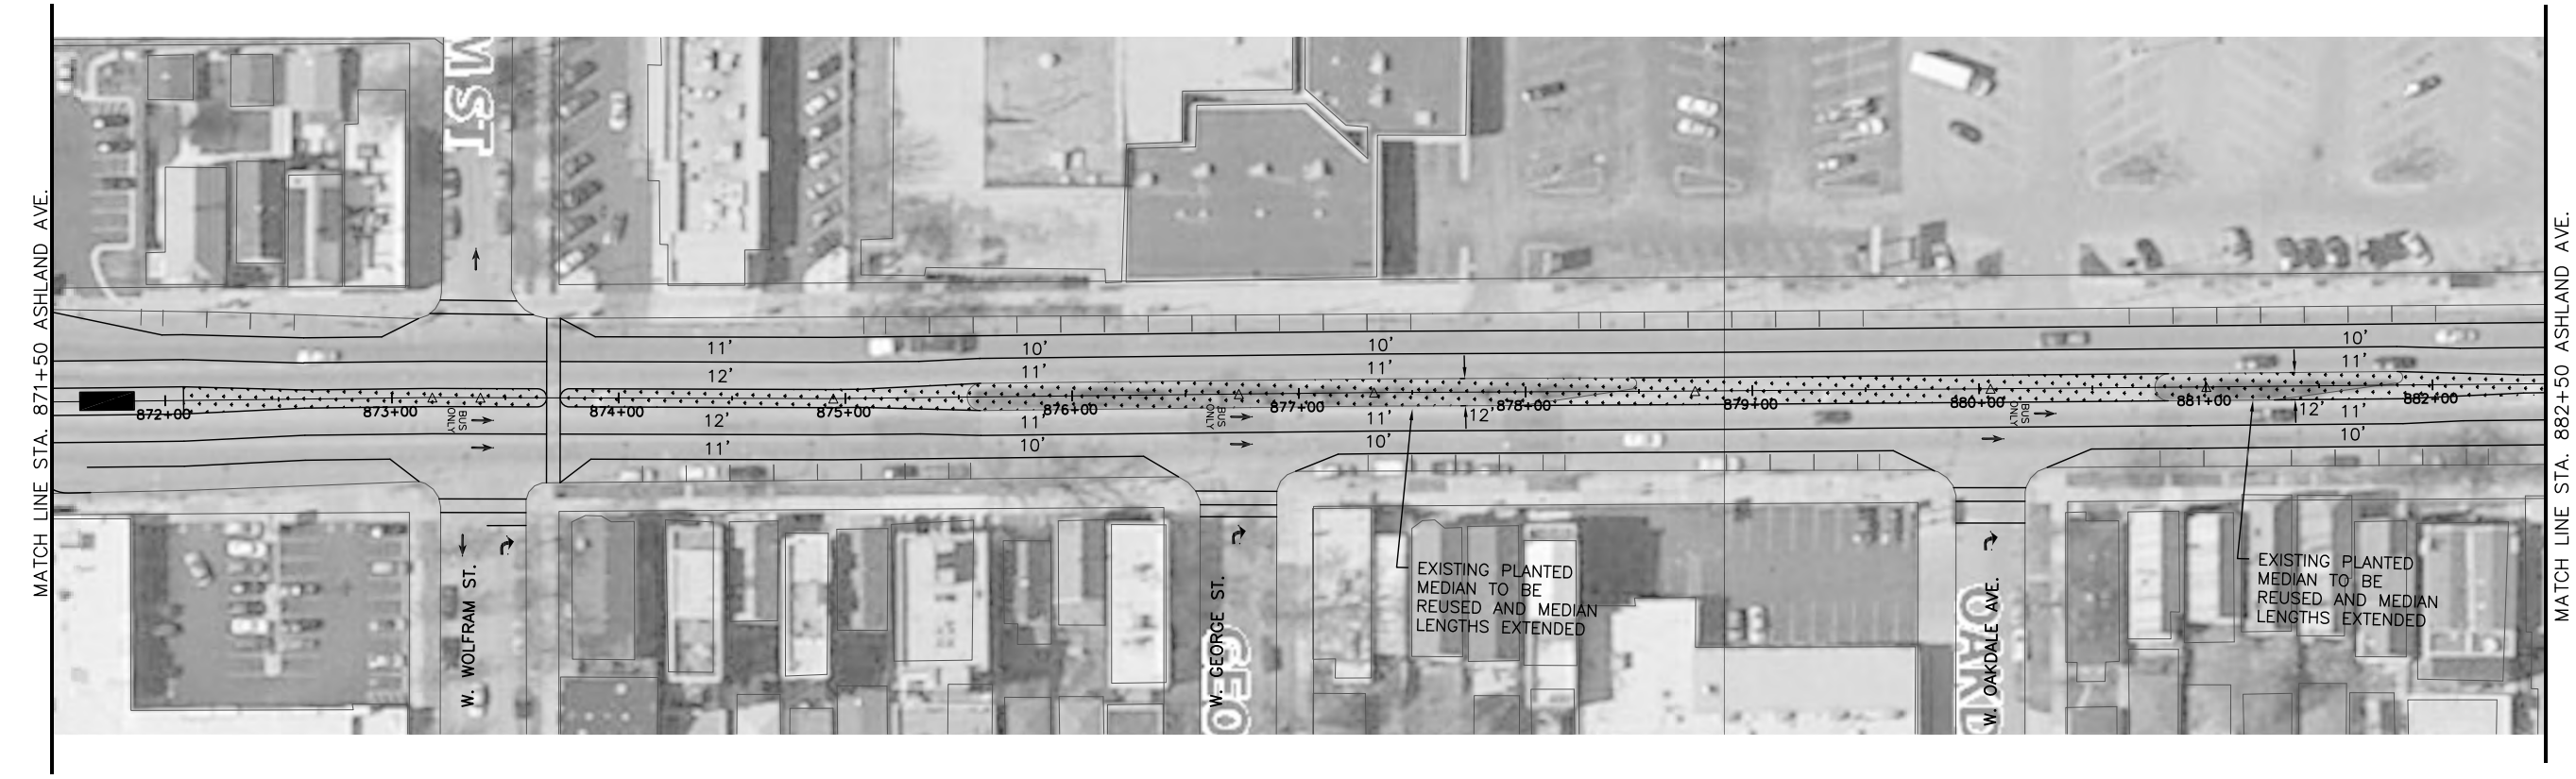 MATCH LINE STA. 871+50 ASHLAND AVE.
M ST
11' 10' 10' 10'
12' 11' 11' 11'
872+00 873+00 874+00 875+00 876+00 877+00 878+00 879+00 880+00 881+00 882+00
BUS ONLY
BUS ONLY
BUS ONLY
12' 11' 11' 12' 12' 11'
11' 10' 10' 10'
W. WOLFRAM ST.
W. GEORGE ST.
GEO
W. OAKDALE AVE.
OAKD
EXISTING PLANTED
MEDIAN TO BE
REUSED AND MEDIAN
LENGTHS EXTENDED
EXISTING PLANTED
MEDIAN TO BE
REUSED AND MEDIAN
LENGTHS EXTENDED
MATCH LINE STA. 882+50 ASHLAND AVE.